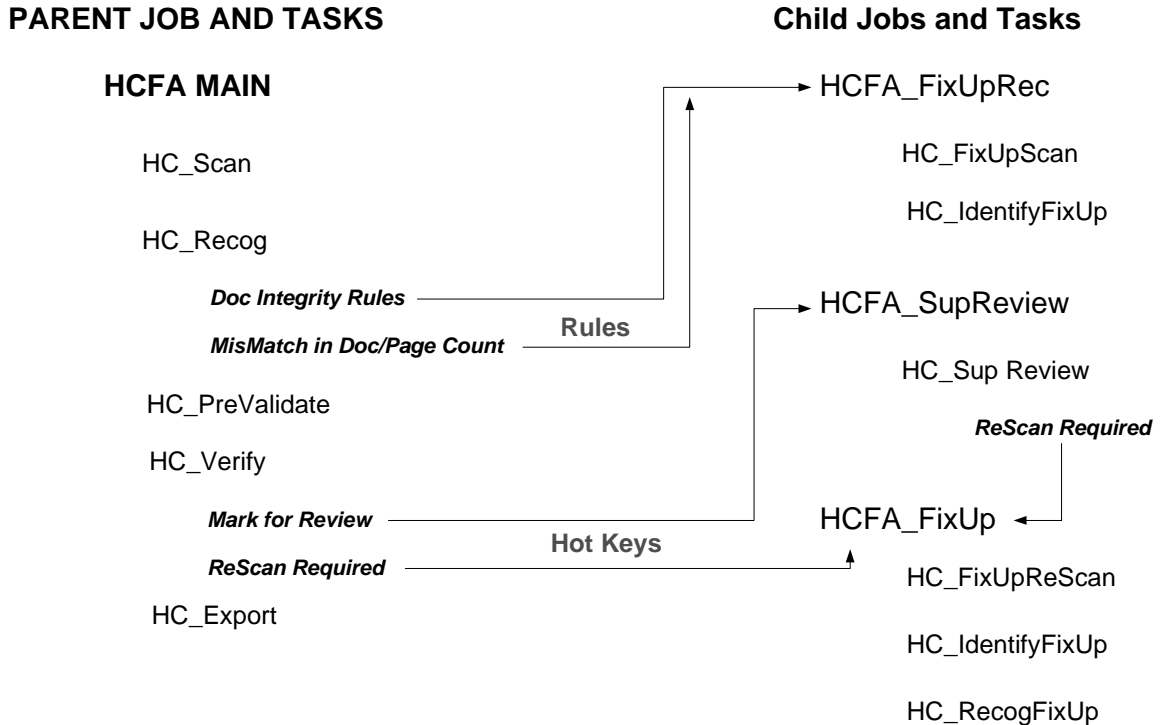 PARENT JOB AND TASKS
HCFA MAIN
HC_Scan
HC_Recog
Doc Integrity Rules
MisMatch in Doc/Page Count
Rules
HC_PreValidate
HC_Verify
Mark for Review
ReScan Required
Hot Keys
HC_Export
Child Jobs and Tasks
HCFA_FixUpRec
HC_FixUpScan
HC_IdentifyFixUp
HCFA_SupReview
HC_Sup Review
ReScan Required
HCFA_FixUp
HC_FixUpReScan
HC_IdentifyFixUp
HC_RecogFixUp